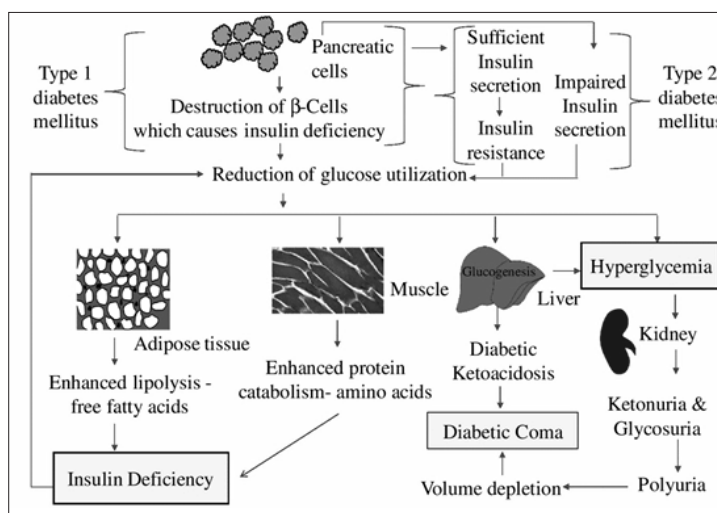 Type 1
diabetes
mellitus
Pancreatic
cells
Destruction of β-Cells
which causes insulin deficiency
Sufficient
Insulin
secretion
Insulin
resistance
Impaired
Insulin
secretion
Type 2
diabetes
mellitus
Reduction of glucose utilization
Adipose tissue
Enhanced lipolysis -
free fatty acids
Insulin Deficiency
Muscle
Enhanced protein
catabolism- amino acids
Glucogenesis
Liver
Diabetic
Ketoacidosis
Diabetic Coma
Hyperglycemia
Kidney
Ketonuria &
Glycosuria
Polyuria
Volume depletion